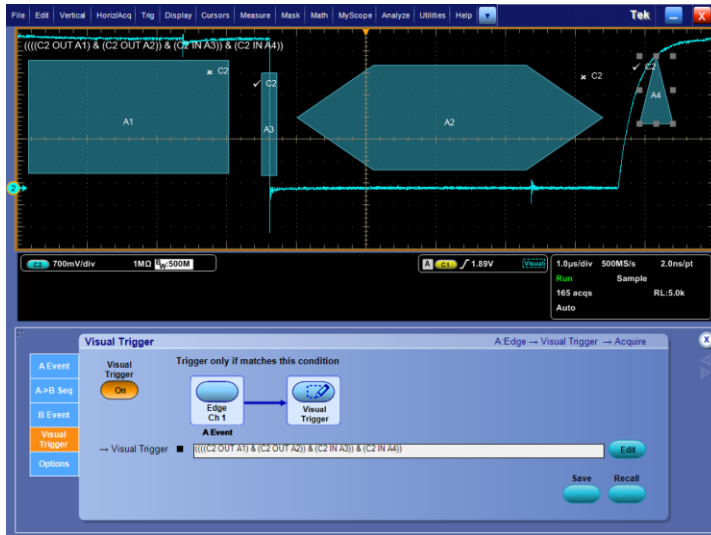 File Edit Vertical Horiz/Acq Trig Display Cursors Measure Mask Math MyScope Analyze Utilities Help Tek X
((((C2 OUT A1) & (C2 OUT A2)) & (C2 IN A3)) & (C2 IN A4))
C2 C2 C2 C2
A1 A3 A2 A4
2
C2 700mV/div 1MΩ BW:500M A C1 1.89V Visual 1.0µs/div 500MS/s 2.0ns/pt
Run Sample
165 acqs RL:5.0k
Auto
Visual Trigger A:Edge → Visual Trigger → Acquire X
A Event
A->B Seq
B Event
Visual Trigger
Options
Visual Trigger
On
Trigger only if matches this condition
Edge Ch 1
Visual Trigger
A Event
→ Visual Trigger ((((C2 OUT A1) & (C2 OUT A2)) & (C2 IN A3)) & (C2 IN A4)) Edit
Save Recall